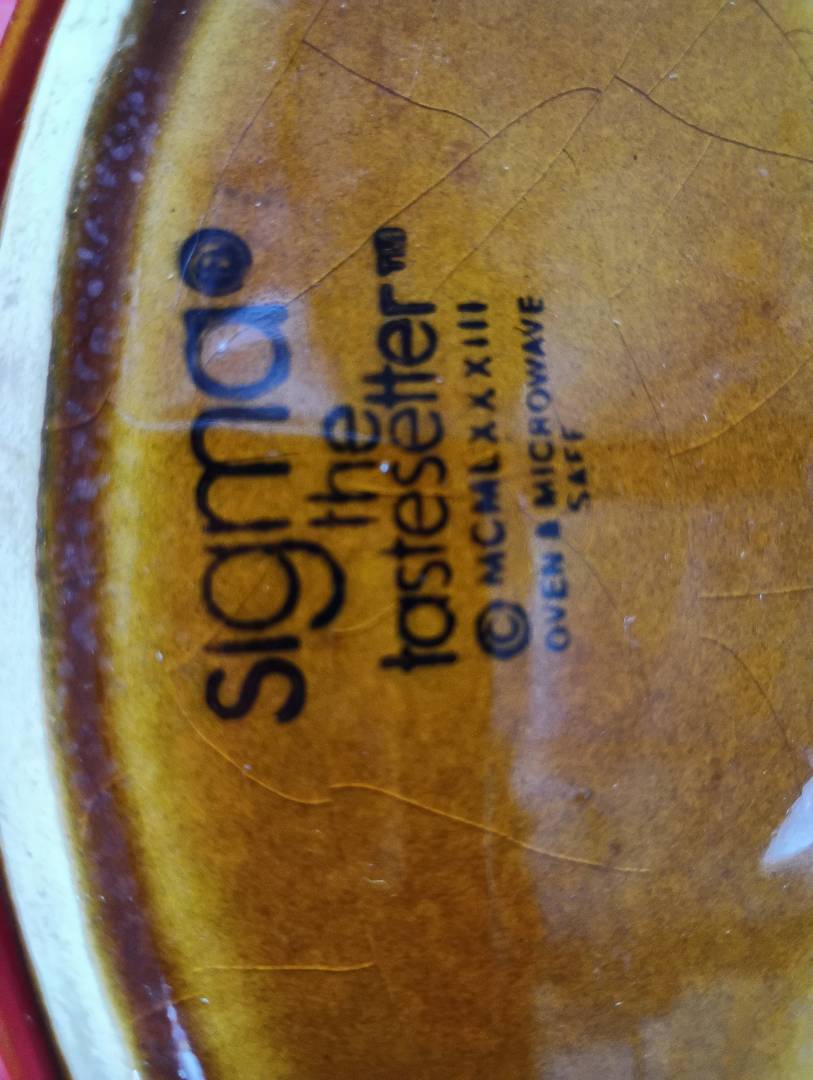 sigma®
the
tastesetter™
© MCMLXXXIII
OVEN & MICROWAVE
SAFE